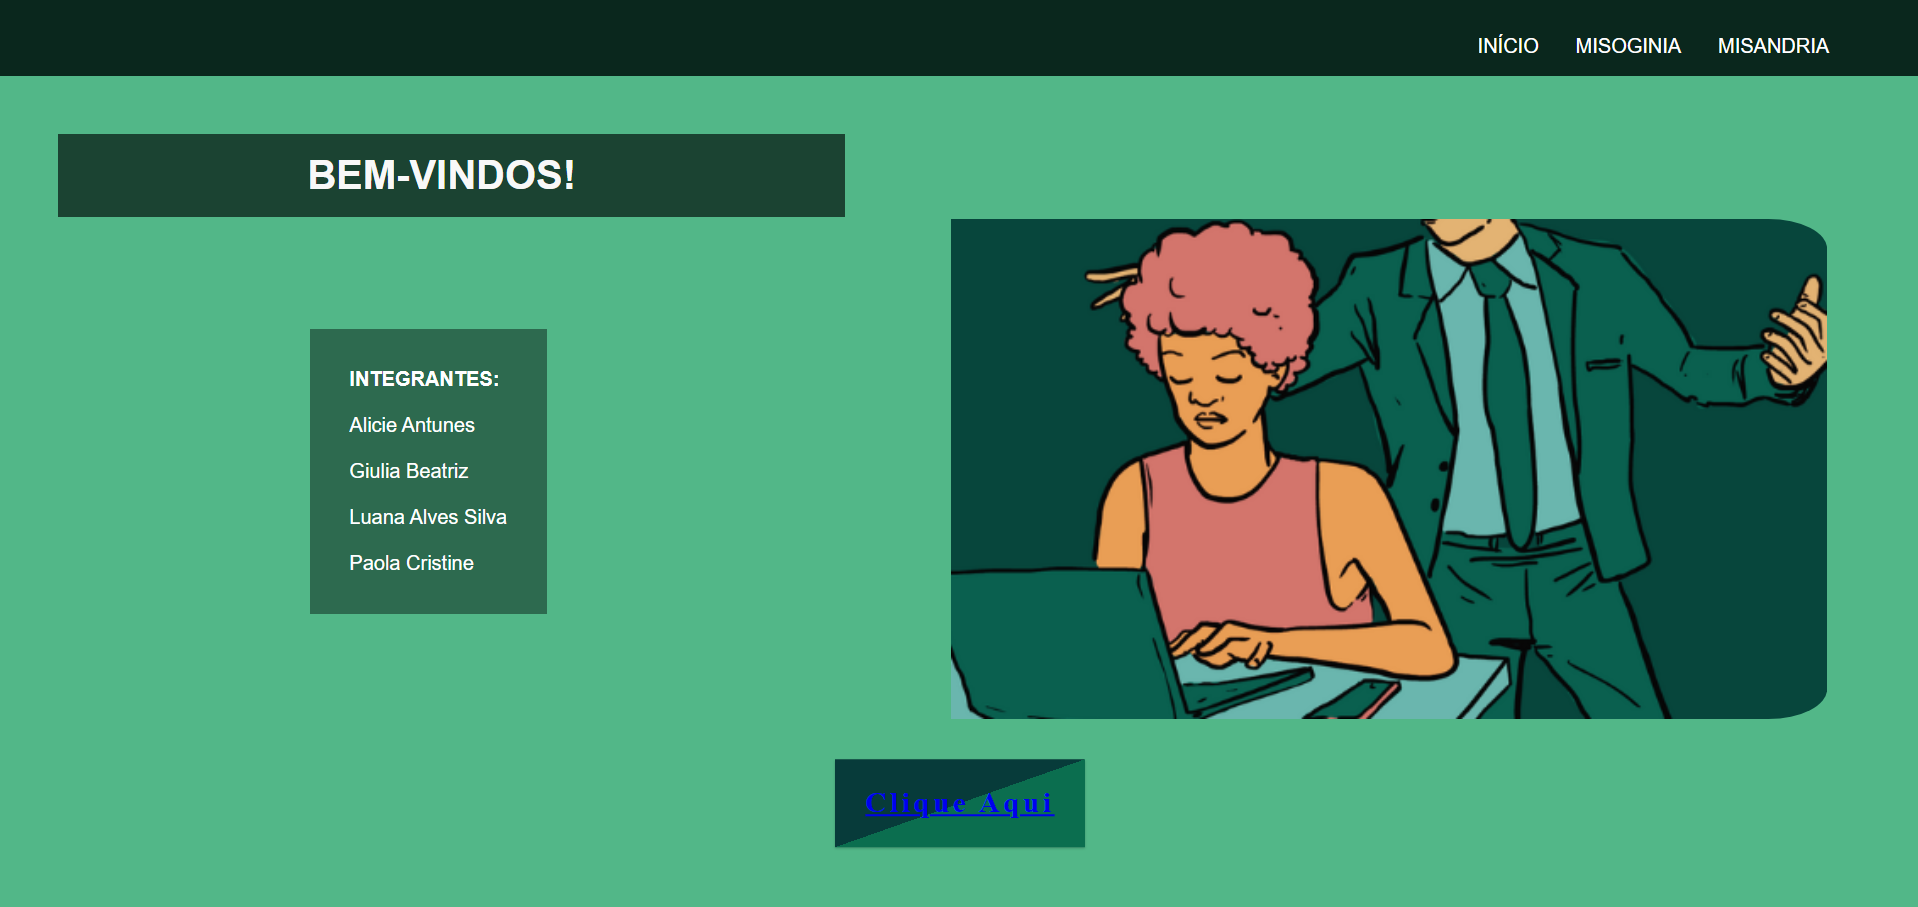 INÍCIO MISOGINIA MISANDRIA
BEM-VINDOS!
INTEGRANTES:
Alicie Antunes
Giulia Beatriz
Luana Alves Silva
Paola Cristine
Clique Aqui